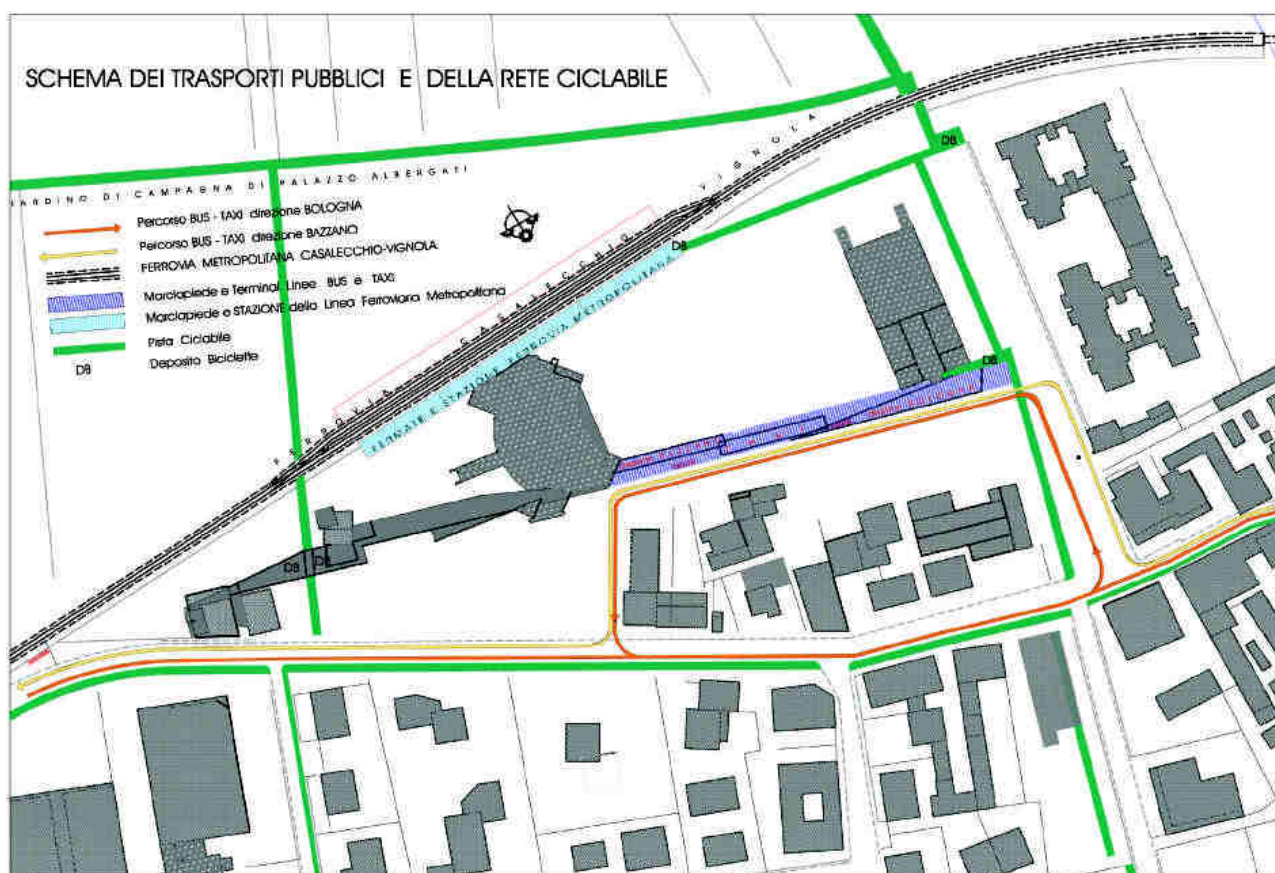 SCHEMA DEI TRASPORTI PUBBLICI E DELLA RETE CICLABILE
GIARDINO DI CAMPAGNA DI PALAZZO ALBERGATI
Percorso BUS - TAXI direzione BOLOGNA
Percorso BUS - TAXI direzione BAZZANO
FERROVIA METROPOLITANA CASALECCHIO-VIGNOLA
Marciapiede e Terminal Linee BUS e TAXI
Marciapiede e STAZIONE della Linea Ferroviaria Metropolitana
Pista Ciclabile
DB Deposito Biciclette
FERROVIA CASALECCHIO VIGNOLA
FERMATE E STAZIONE FERROVIA METROPOLITANA
DB
DB
DB
DB
DB